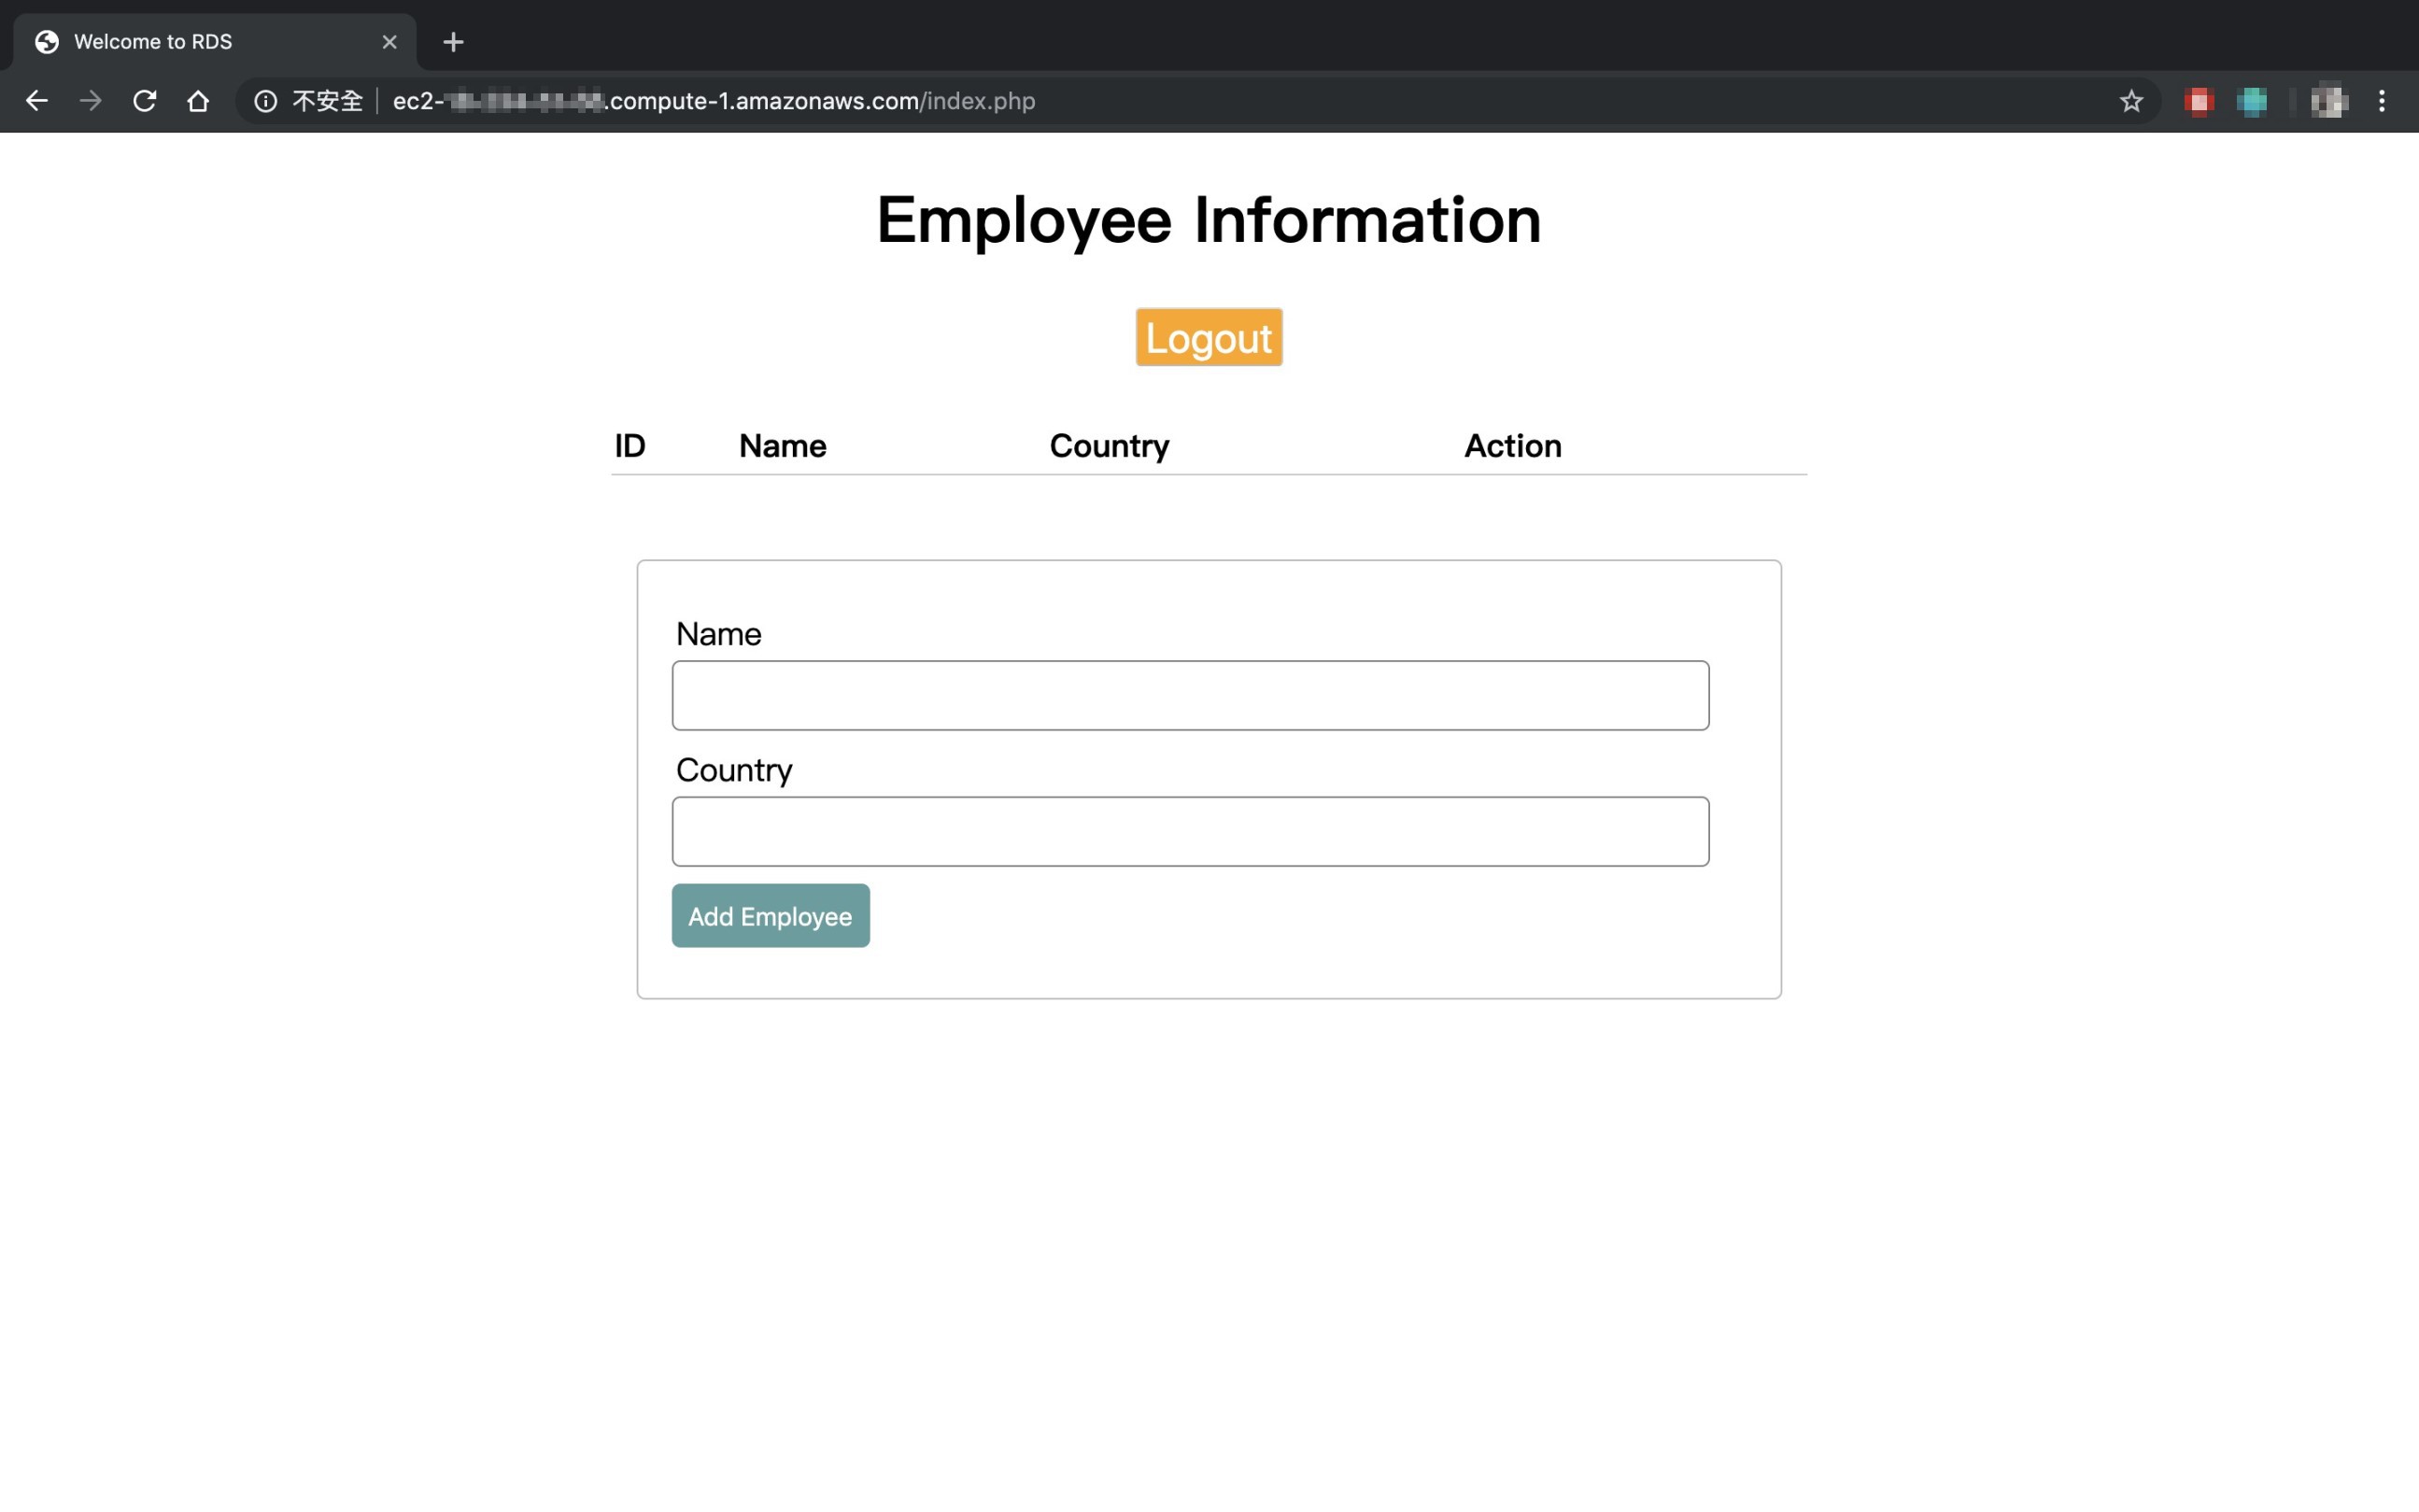 Welcome to RDS
不安全 ec2- .compute-1.amazonaws.com/index.php
Employee Information
Logout
ID Name Country Action
Name
Country
Add Employee